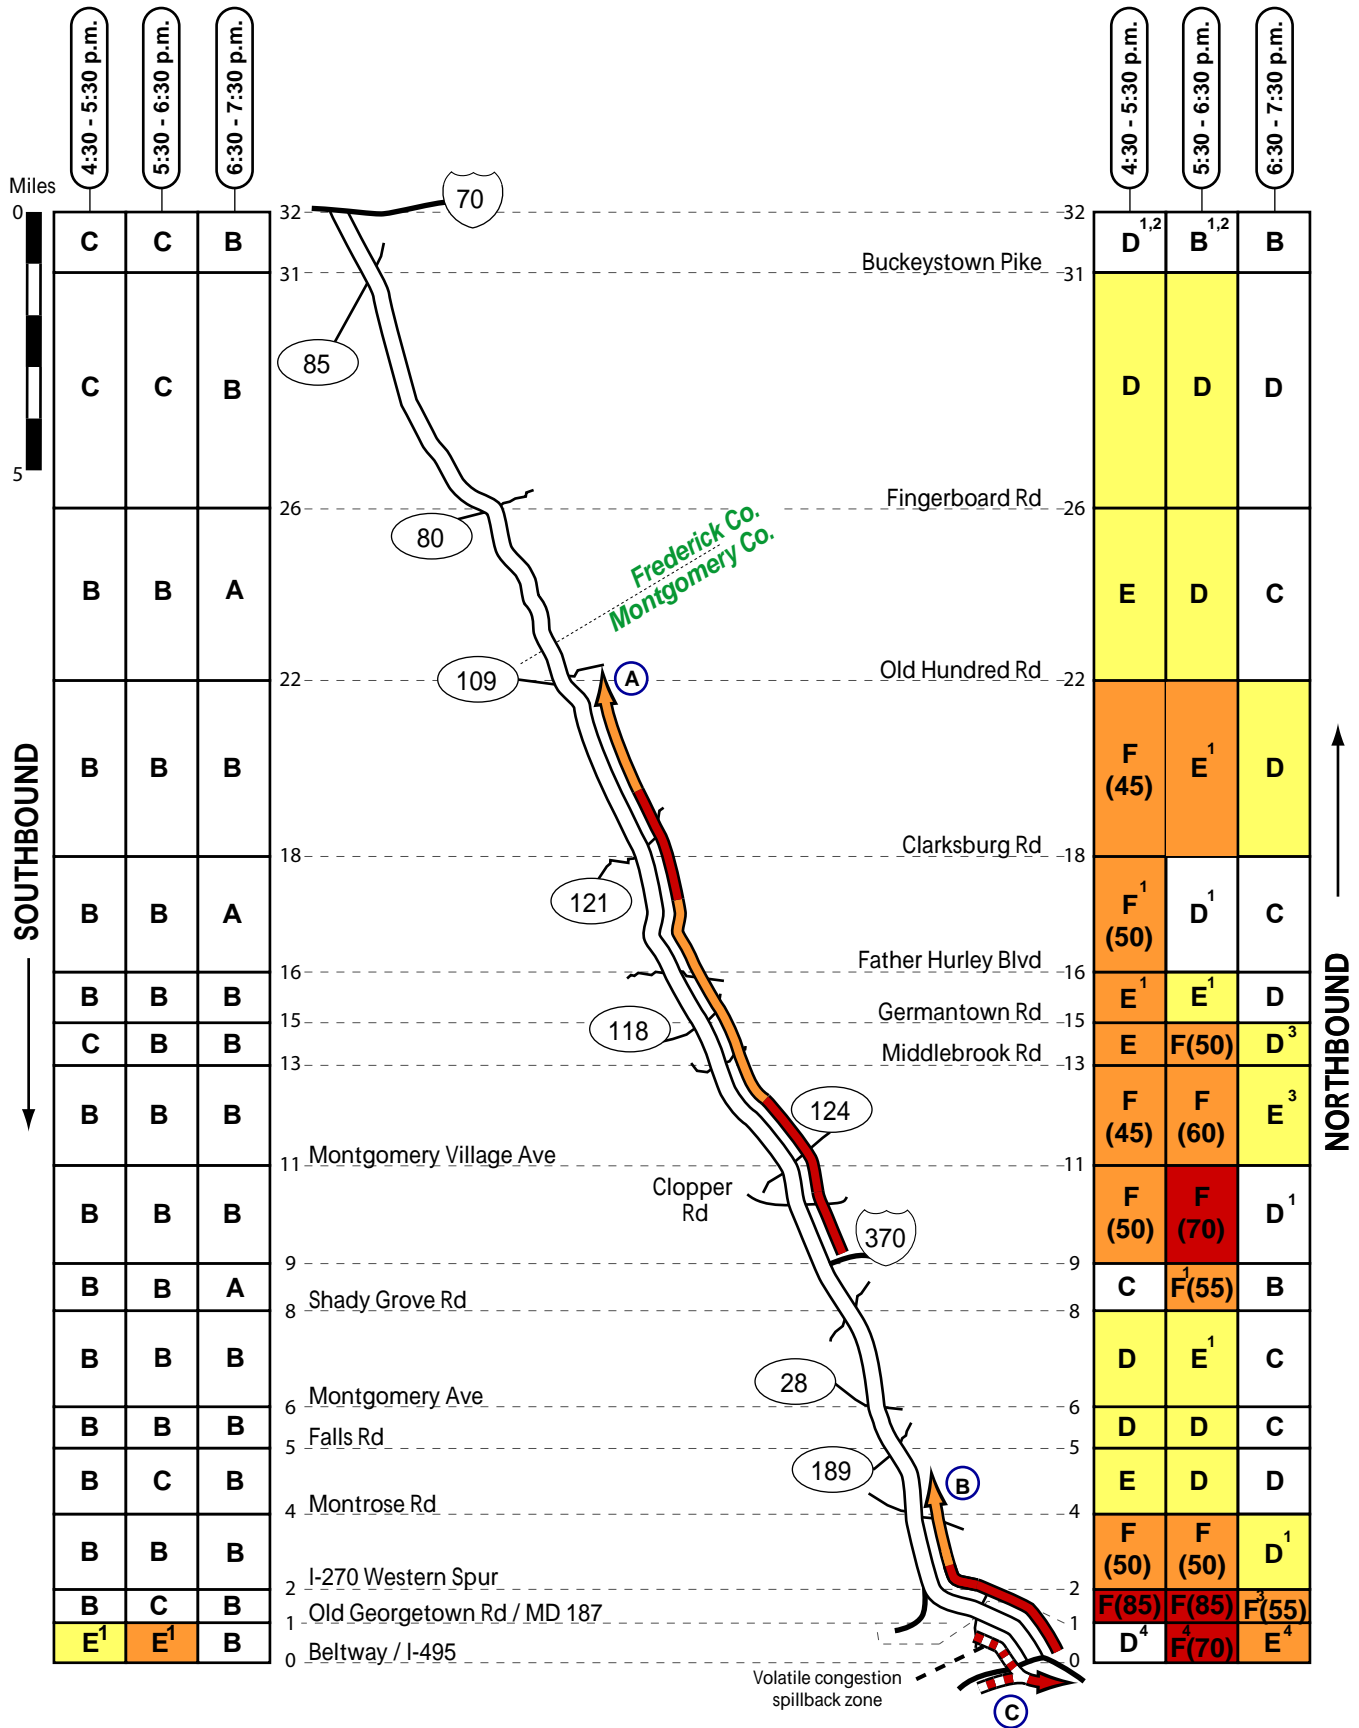 4:30 - 5:30 p.m.
5:30 - 6:30 p.m.
6:30 - 7:30 p.m.
4:30 - 5:30 p.m.
5:30 - 6:30 p.m.
6:30 - 7:30 p.m.
Miles
0
5
SOUTHBOUND
NORTHBOUND
32 70 32
C C B D1,2 B1,2 B
Buckeystown Pike
31 31
85
C C B D D D
Fingerboard Rd
26 26
80
Frederick Co.
Montgomery Co.
B B A E D C
Old Hundred Rd
22 109 A 22
B B B F (45) E1 D
Clarksburg Rd
18 18
121
B B A F1 (50) D1 C
Father Hurley Blvd
16 16
B B B E1 E1 D
Germantown Rd
15 118 15
C B B E F(50) D3
Middlebrook Rd
13 13
124
B B B F (45) F (60) E3
11 Montgomery Village Ave 11
Clopper
Rd
B B B F (50) F (70) D1
370
9 9
B B A C F1(55) B
Shady Grove Rd
8 8
B B B D E1 C
28
Montgomery Ave
6 6
B B B D D C
Falls Rd
5 5
189 B
B C B E D D
Montrose Rd
4 4
B B B F (50) F (50) D1
I-270 Western Spur
2 2
B C B F(85) F(85) F3(55)
Old Georgetown Rd / MD 187
1 1
E1 E1 B D4 F4(70) E4
Beltway / I-495
0 0
Volatile congestion
spillback zone
C